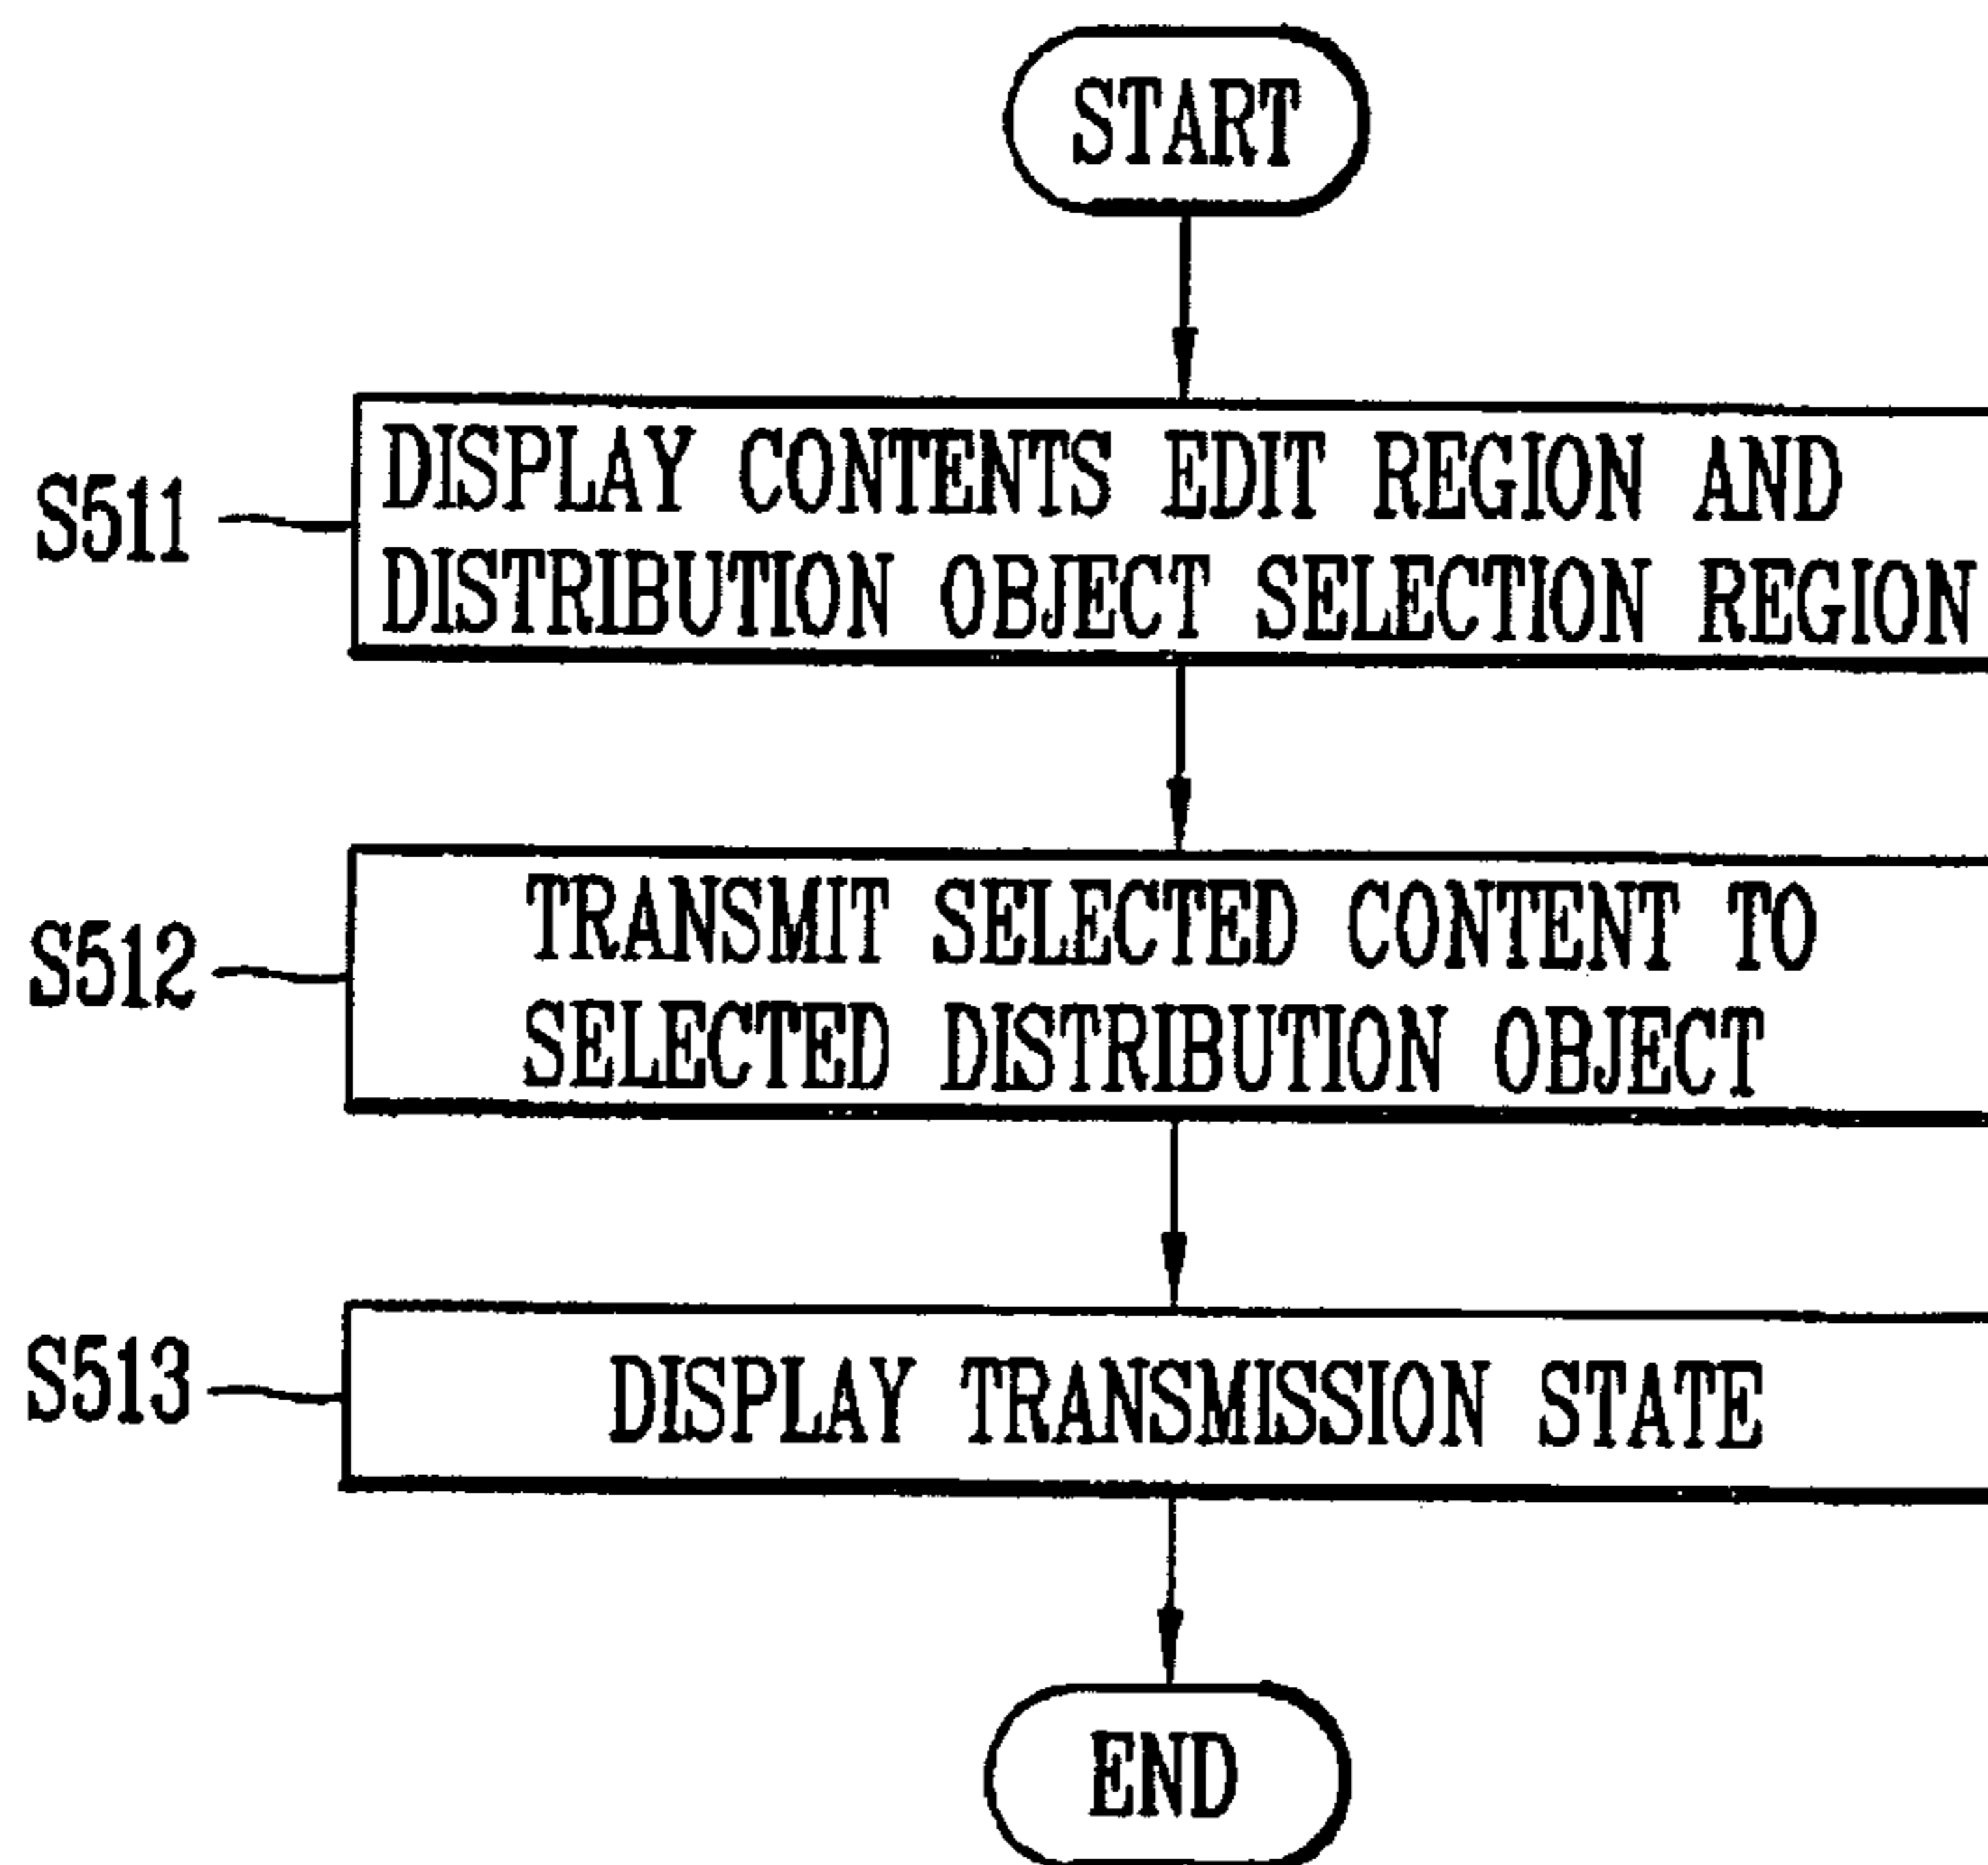 START
S511
DISPLAY CONTENTS EDIT REGION AND
DISTRIBUTION OBJECT SELECTION REGION
S512
TRANSMIT SELECTED CONTENT TO
SELECTED DISTRIBUTION OBJECT
S513
DISPLAY TRANSMISSION STATE
END